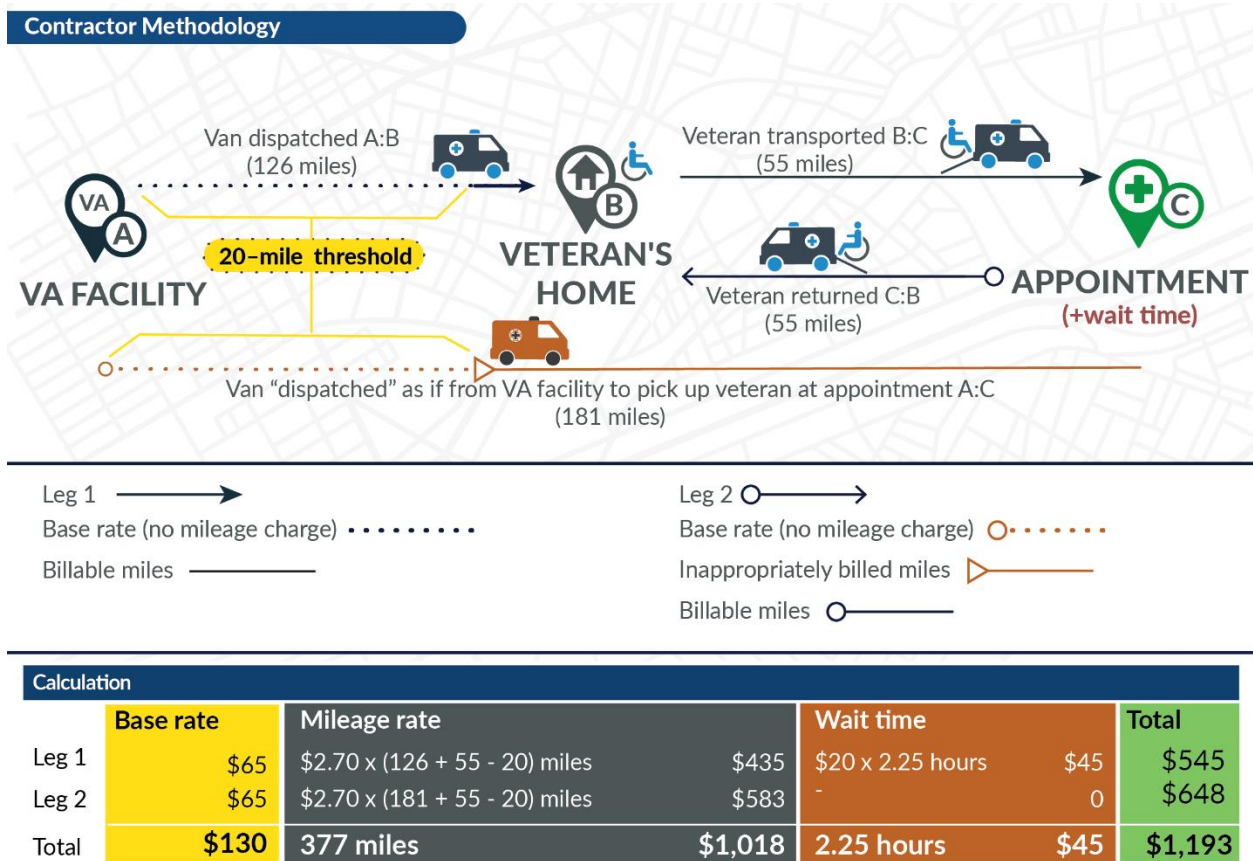 Contractor Methodology
Van dispatched A:B
(126 miles)
Veteran transported B:C
(55 miles)
VA
A
B
C
20–mile threshold
VA FACILITY
VETERAN'S
HOME
Veteran returned C:B
(55 miles)
APPOINTMENT
(+wait time)
Van “dispatched” as if from VA facility to pick up veteran at appointment A:C
(181 miles)
Leg 1
Base rate (no mileage charge)
Billable miles
Leg 2
Base rate (no mileage charge)
Inappropriately billed miles
Billable miles
Calculation
Base rate Mileage rate Wait time Total
Leg 1 $65 $2.70 x (126 + 55 - 20) miles $435 $20 x 2.25 hours $45 $545
Leg 2 $65 $2.70 x (181 + 55 - 20) miles $583 - 0 $648
Total $130 377 miles $1,018 2.25 hours $45 $1,193